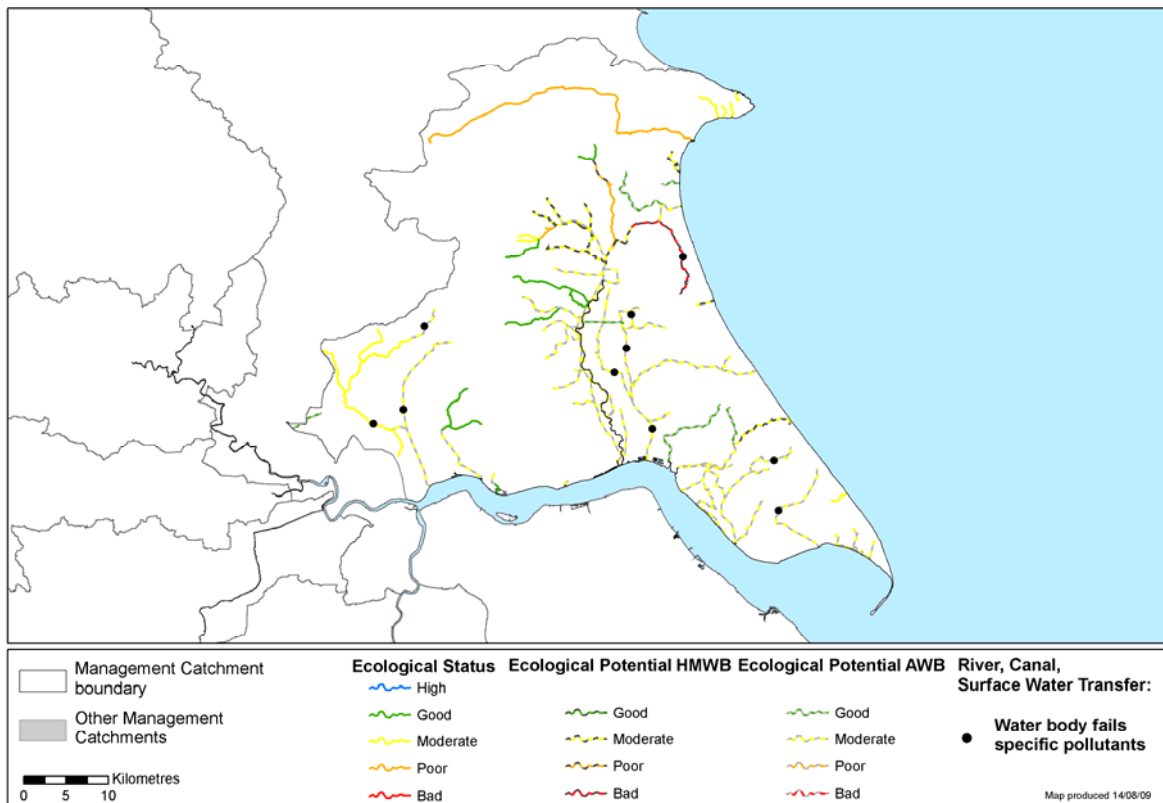 Management Catchment
boundary
Other Management
Catchments
Kilometres
0 5 10
Ecological Status
High
Good
Moderate
Poor
Bad
Ecological Potential HMWB
Good
Moderate
Poor
Bad
Ecological Potential AWB
Good
Moderate
Poor
Bad
River, Canal,
Surface Water Transfer:
Water body fails
specific pollutants
Map produced 14/08/09